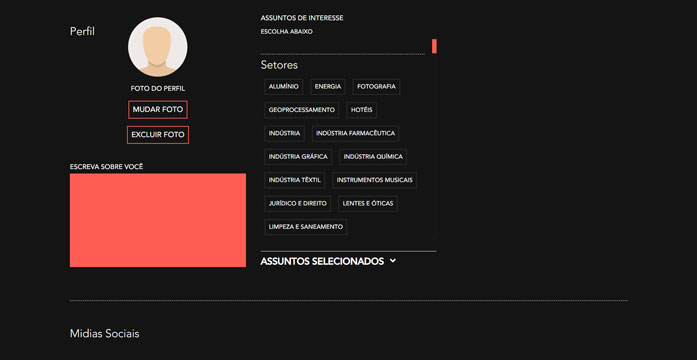 Perfil
FOTO DO PERFIL
MUDAR FOTO
EXCLUIR FOTO
ESCREVA SOBRE VOCÊ
ASSUNTOS DE INTERESSE
ESCOLHA ABAIXO
Setores
ALUMÍNIO ENERGIA FOTOGRAFIA
GEOPROCESSAMENTO HOTÉIS
INDÚSTRIA INDÚSTRIA FARMACÊUTICA
INDÚSTRIA GRÁFICA INDÚSTRIA QUÍMICA
INDÚSTRIA TÊXTIL INSTRUMENTOS MUSICAIS
JURÍDICO E DIREITO LENTES E ÓTICAS
LIMPEZA E SANEAMENTO
ASSUNTOS SELECIONADOS
Midias Sociais